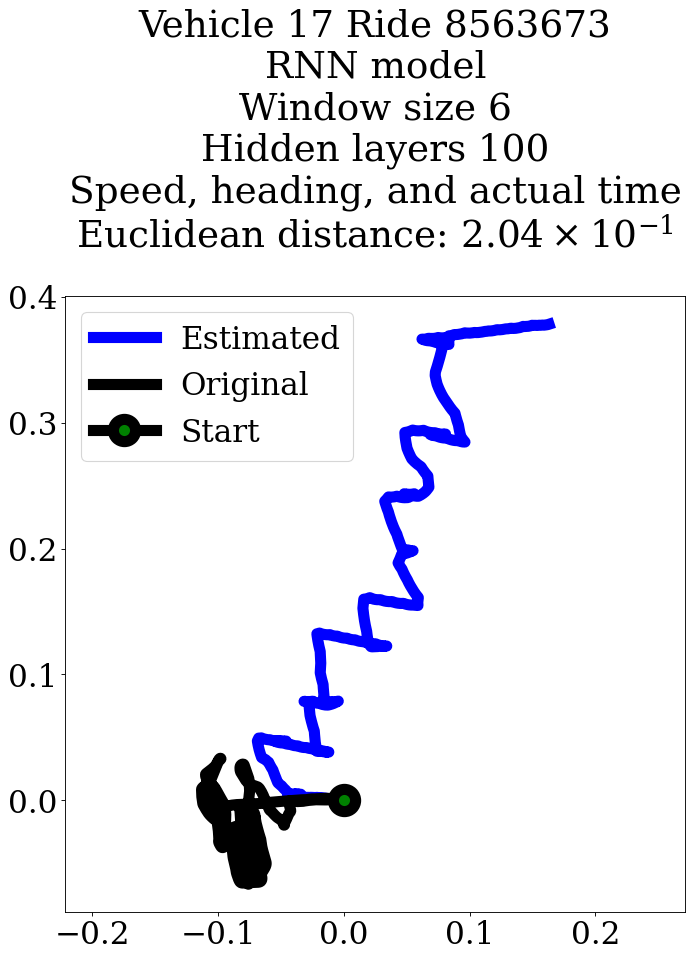 Vehicle 17 Ride 8563673
RNN model
Window size 6
Hidden layers 100
Speed, heading, and actual time
Euclidean distance: 2.04 × 10⁻¹
Estimated
Original
Start
0.4
0.3
0.2
0.1
0.0
−0.2 −0.1 0.0 0.1 0.2